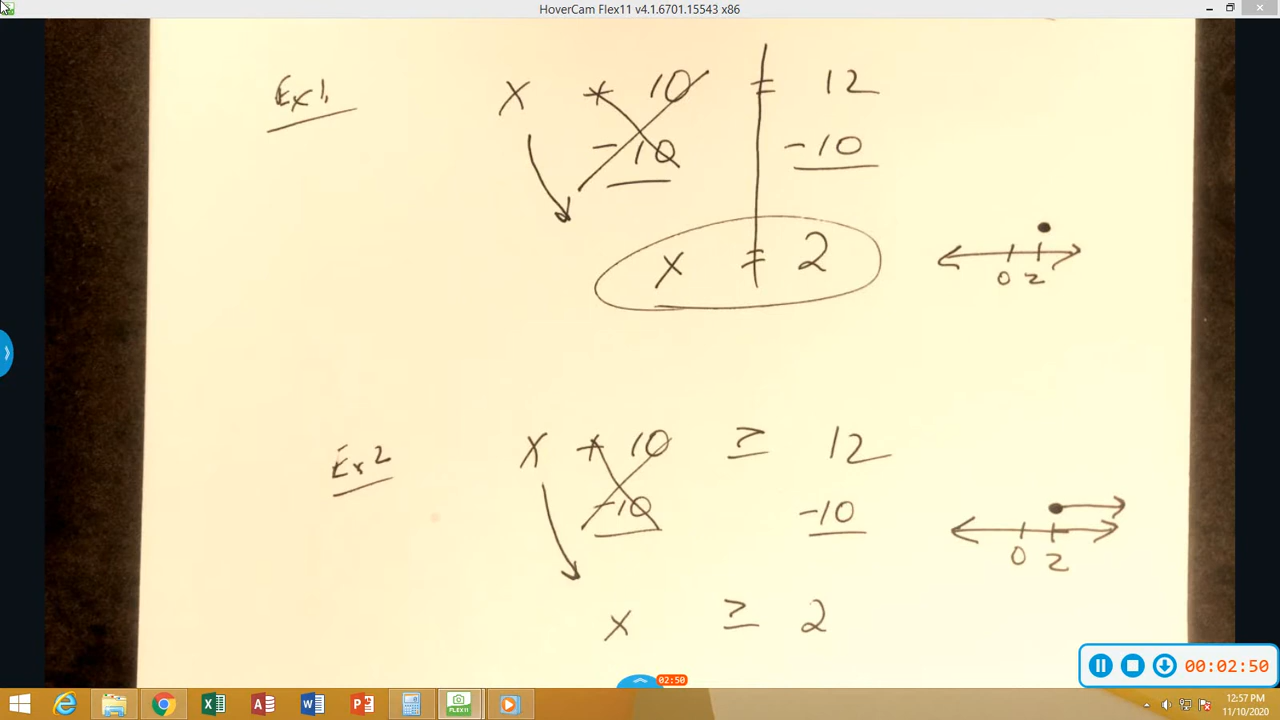 HoverCam Flex11 v4.1.6701.15543 x86
Ex1
x + 10 = 12
-10 -10
x = 2
0 2
Ex2
x + 10 ≥ 12
-10 -10
0 2
x ≥ 2
00:02:50
02:50
FLEX11
12:57 PM
11/10/2020